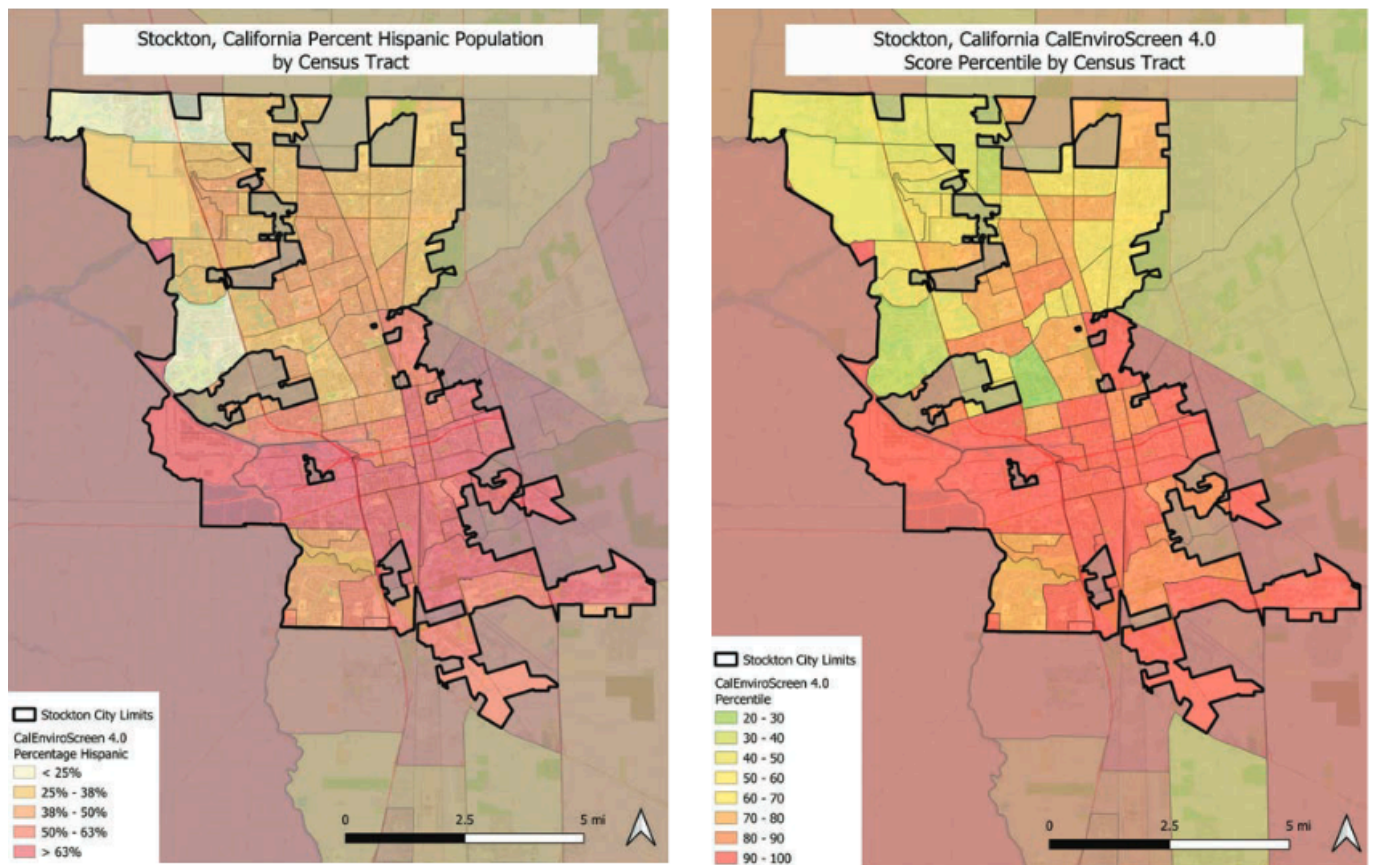 Stockton, California Percent Hispanic Population
by Census Tract
Stockton City Limits
CalEnviroScreen 4.0
Percentage Hispanic
< 25%
25% - 38%
38% - 50%
50% - 63%
> 63%
0 2.5 5 mi
Stockton, California CalEnviroScreen 4.0
Score Percentile by Census Tract
Stockton City Limits
CalEnviroScreen 4.0
Percentile
20 - 30
30 - 40
40 - 50
50 - 60
60 - 70
70 - 80
80 - 90
90 - 100
0 2.5 5 mi